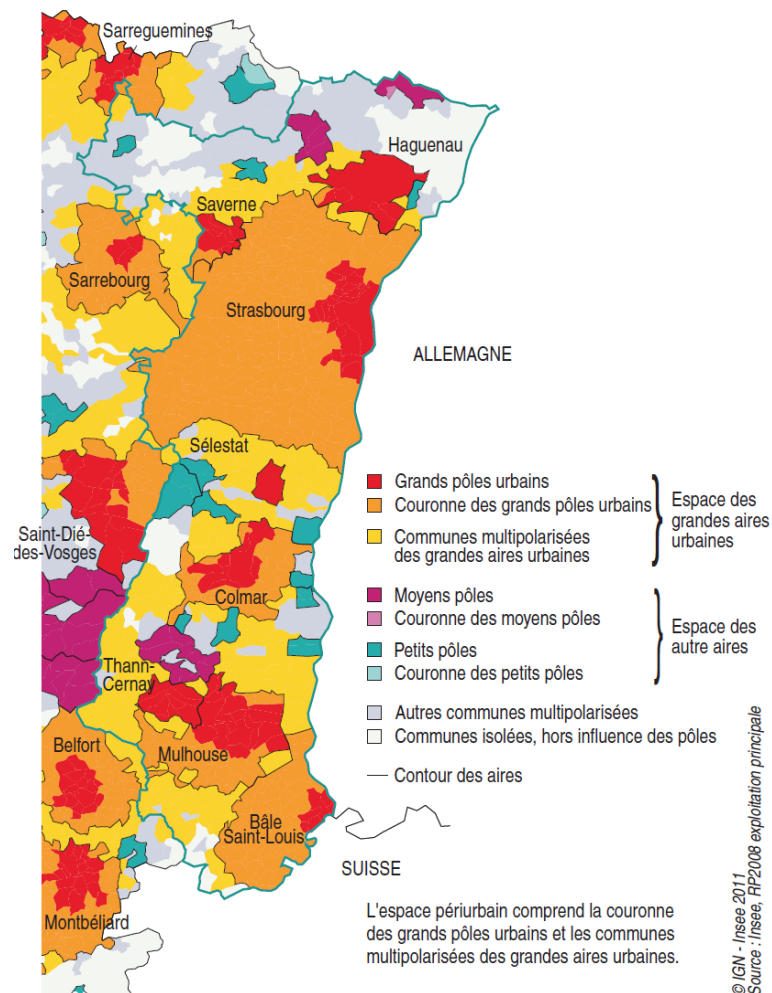 Sarreguemines
Haguenau
Saverne
Sarrebourg
Strasbourg
ALLEMAGNE
Sélestat
Saint-Dié-
des-Vosges
Colmar
Thann-
Cernay
Belfort
Mulhouse
Bâle
Saint-Louis
SUISSE
Montbéliard
Grands pôles urbains
Couronne des grands pôles urbains
Communes multipolarisées
des grandes aires urbaines
Espace des
grandes aires
urbaines
Moyens pôles
Couronne des moyens pôles
Petits pôles
Couronne des petits pôles
Espace des
autre aires
Autres communes multipolarisées
Communes isolées, hors influence des pôles
Contour des aires
L'espace périurbain comprend la couronne
des grands pôles urbains et les communes
multipolarisées des grandes aires urbaines.
© IGN - Insee 2011
Source : Insee, RP2008 exploitation principale